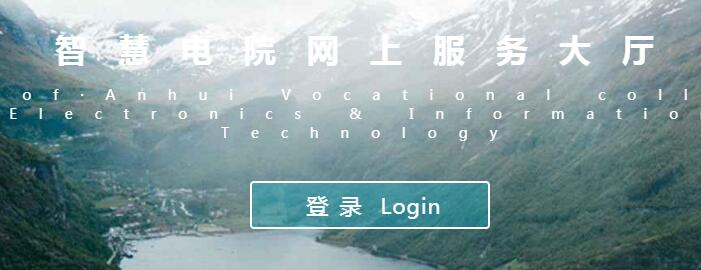 智慧电院网上服务大厅
of·Anhui Vocational coll
Electronics & Informatio
Technology
登录 Login